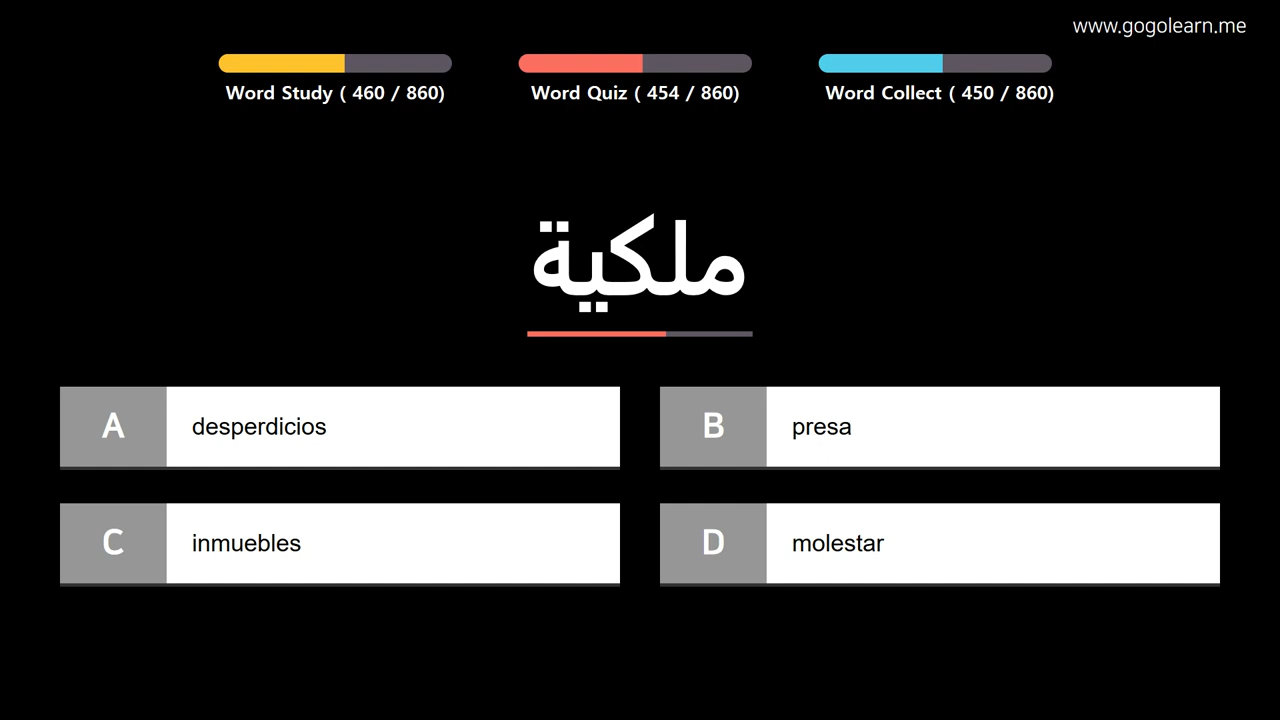 www.gogolearn.me
Word Study ( 460 / 860)
Word Quiz ( 454 / 860)
Word Collect ( 450 / 860)
ملكية
A desperdicios
B presa
C inmuebles
D molestar